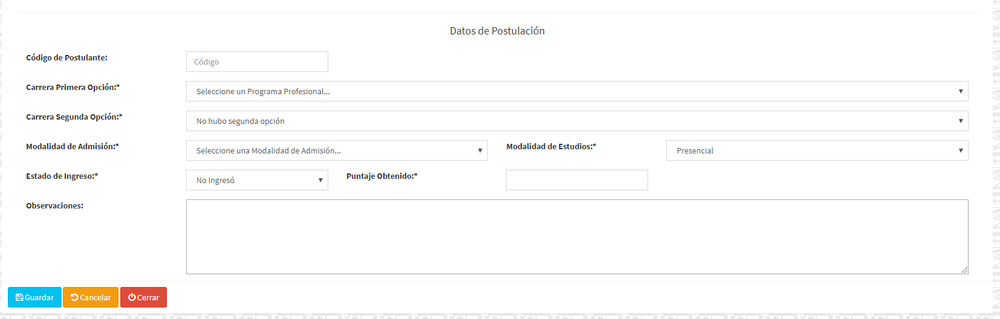 Datos de Postulación
Código de Postulante:
Código
Carrera Primera Opción:*
Seleccione un Programa Profesional...
Carrera Segunda Opción:*
No hubo segunda opción
Modalidad de Admisión:*
Seleccione una Modalidad de Admisión...
Modalidad de Estudios:*
Presencial
Estado de Ingreso:*
No Ingresó
Puntaje Obtenido:*
Observaciones:
Guardar
Cancelar
Cerrar